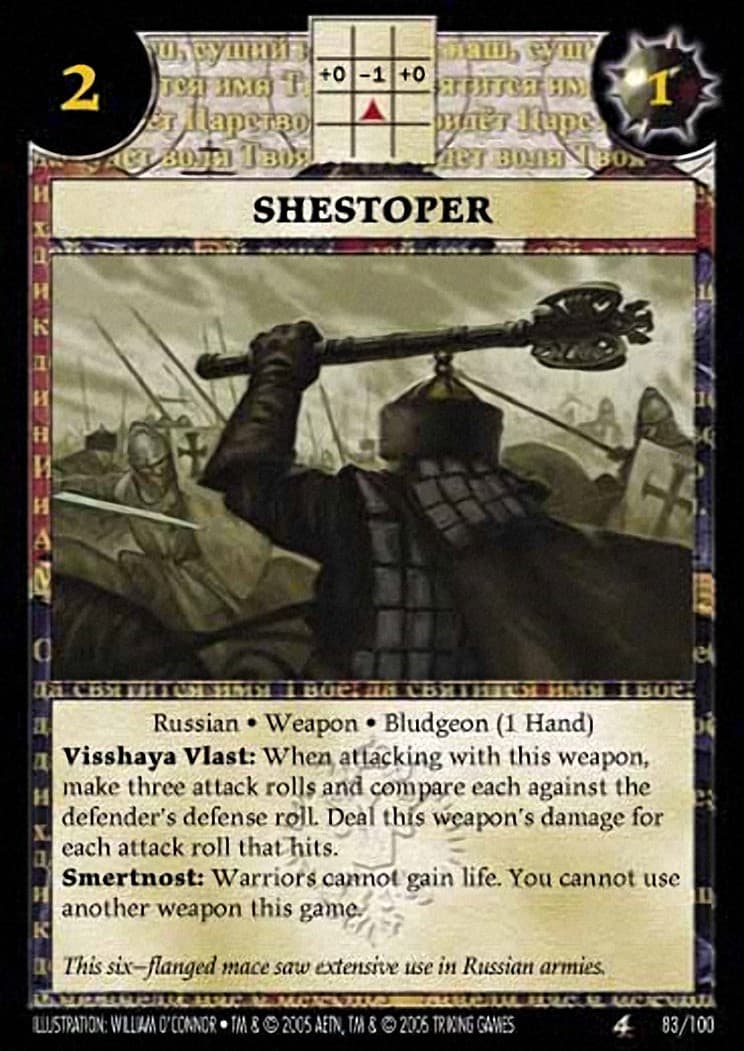 2
+0 -1 +0
1
SHESTOPER
Russian • Weapon • Bludgeon (1 Hand)
Visshaya Vlast: When attacking with this weapon,
make three attack rolls and compare each against the
defender's defense roll. Deal this weapon's damage for
each attack roll that hits.
Smertnost: Warriors cannot gain life. You cannot use
another weapon this game.
This six-flanged mace saw extensive use in Russian armies.
ILLUSTRATION: WILLIAM O'CONNOR • TM & © 2005 AETN, TM & © 2005 TRIKING GAMES
4 83/100